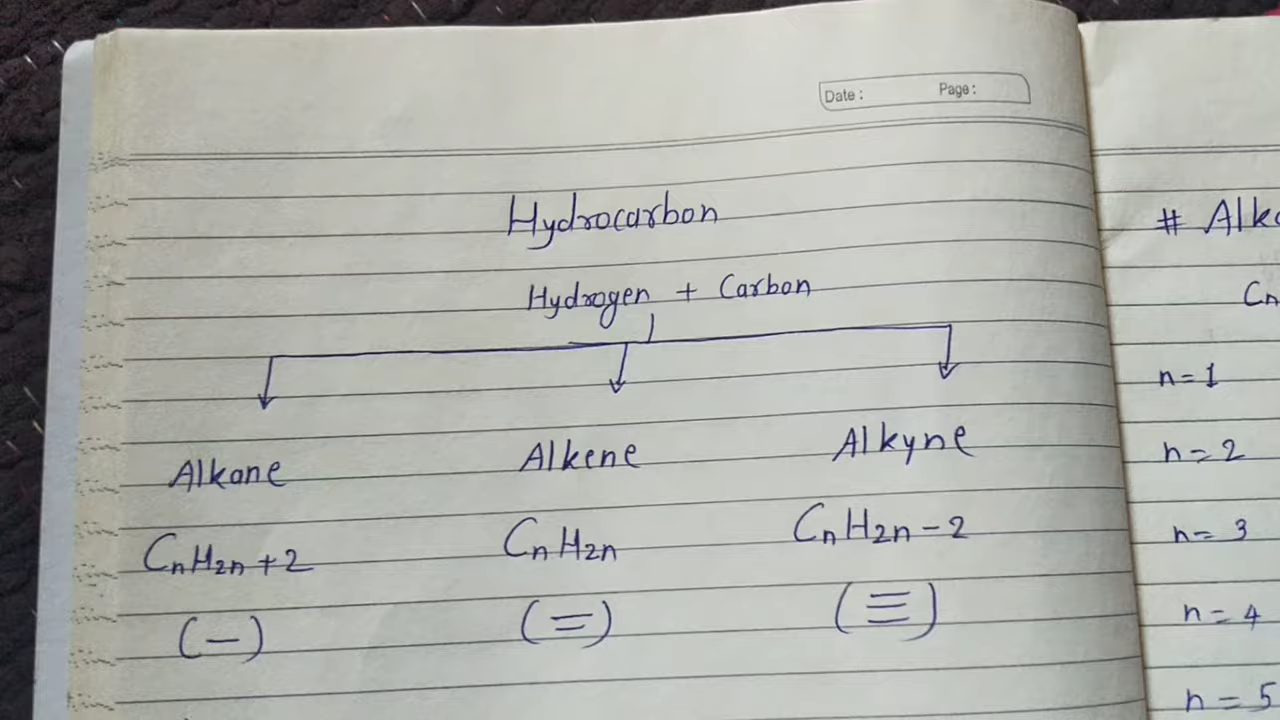 Date : Page :
Hydrocarbon
Hydrogen + Carbon
Alkane Alkene Alkyne
CnH2n+2 CnH2n CnH2n-2
(-) (=) (≡)
# Alk
Cn
n=1
n=2
n=3
n=4
n=5